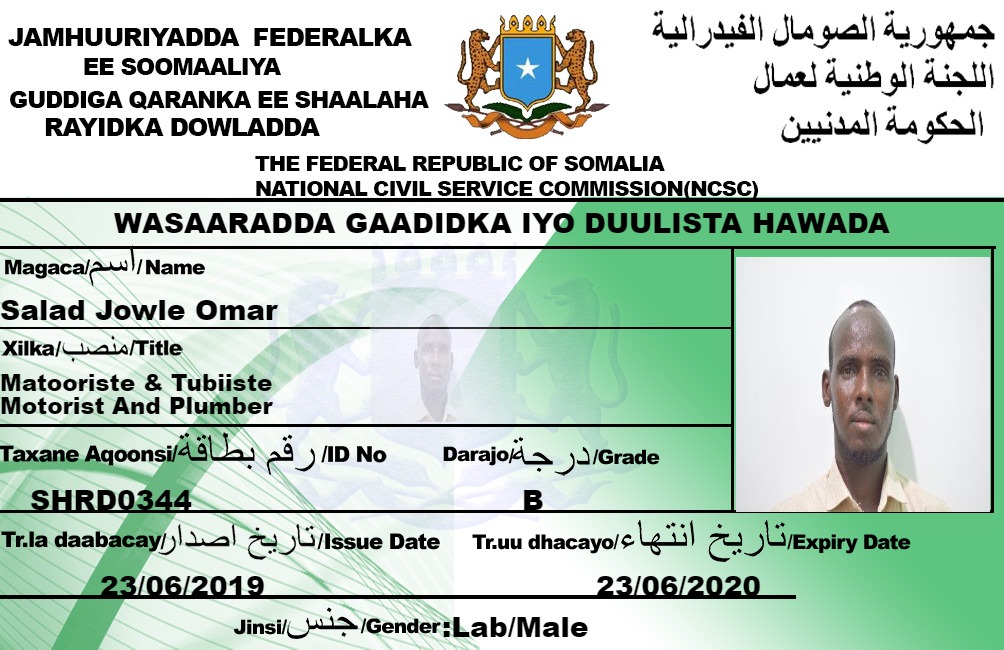 JAMHUURIYADDA FEDERALKA
EE SOOMAALIYA
GUDDIGA QARANKA EE SHAALAHA
RAYIDKA DOWLADDA
جمهورية الصومال الفيدرالية
اللجنة الوطنية لعمال
الحكومة المدنيين
THE FEDERAL REPUBLIC OF SOMALIA
NATIONAL CIVIL SERVICE COMMISSION(NCSC)
WASAARADDA GAADIDKA IYO DUULISTA HAWADA
Magaca/اسم/Name
Salad Jowle Omar
Xilka/منصب/Title
Matooriste & Tubiiste
Motorist And Plumber
Taxane Aqoonsi/رقم بطاقة/ID No Darajo/درجة/Grade
SHRD0344 B
Tr.la daabacay/تاريخ اصدار/Issue Date Tr.uu dhacayo/تاريخ انتهاء/Expiry Date
23/06/2019 23/06/2020
Jinsi/جنس/Gender:Lab/Male